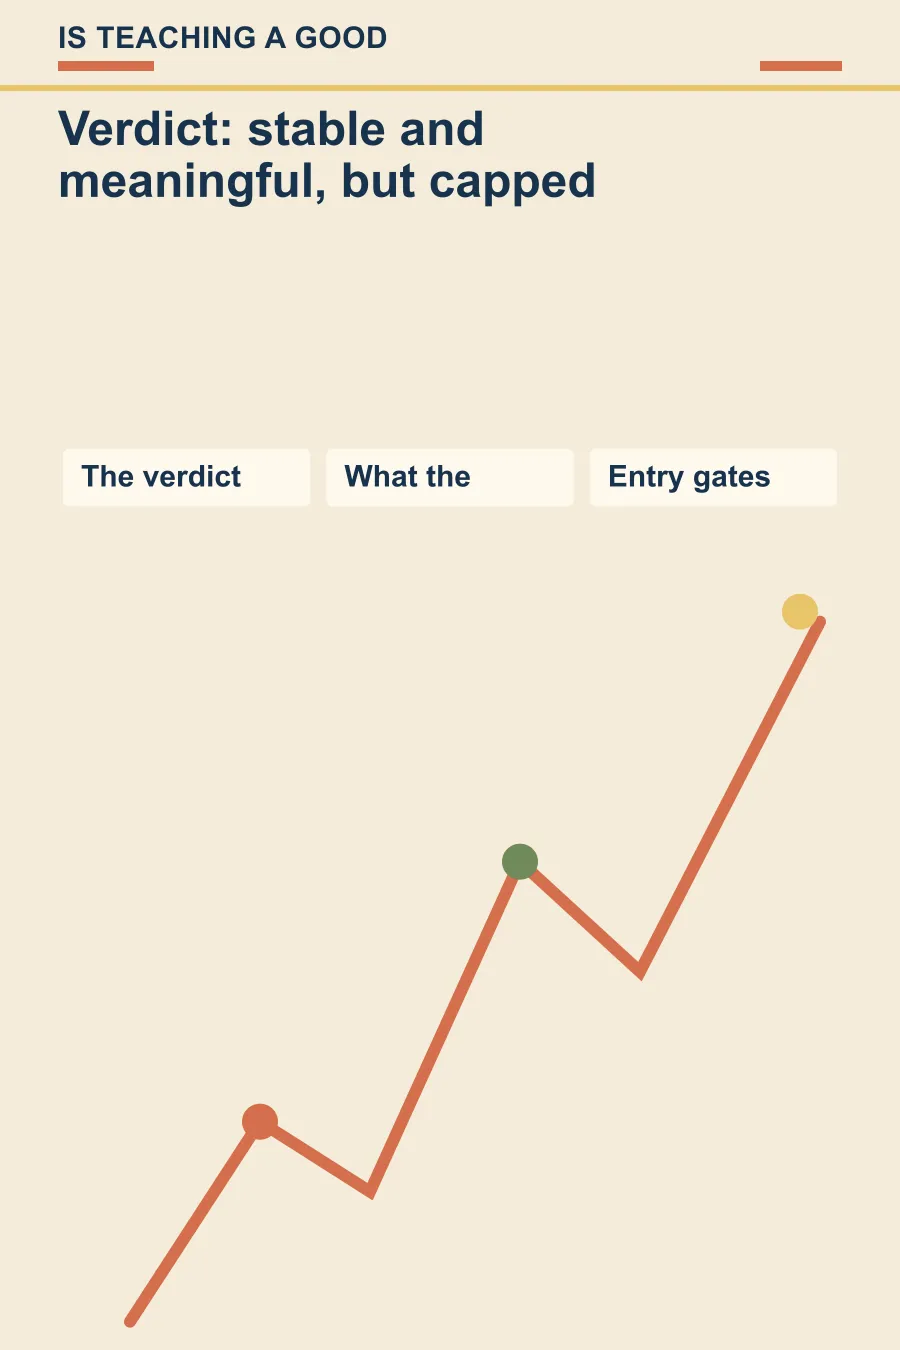 IS TEACHING A GOOD
Verdict: stable and
meaningful, but capped
The verdict
What the
Entry gates